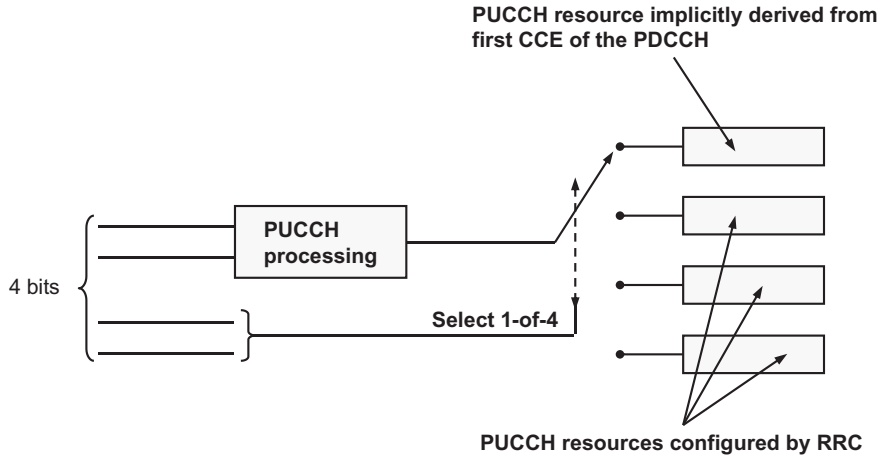 PUCCH resource implicitly derived from
first CCE of the PDCCH
PUCCH
processing
4 bits
Select 1-of-4
PUCCH resources configured by RRC